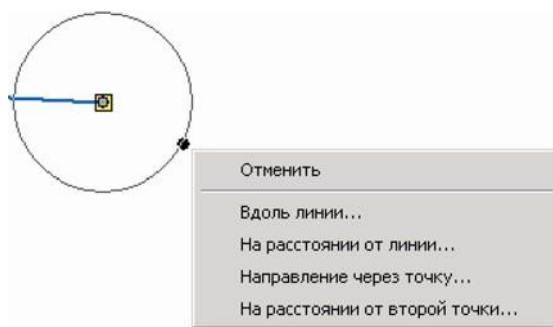 Отменить
Вдоль линии...
На расстоянии от линии...
Направление через точку...
На расстоянии от второй точки...